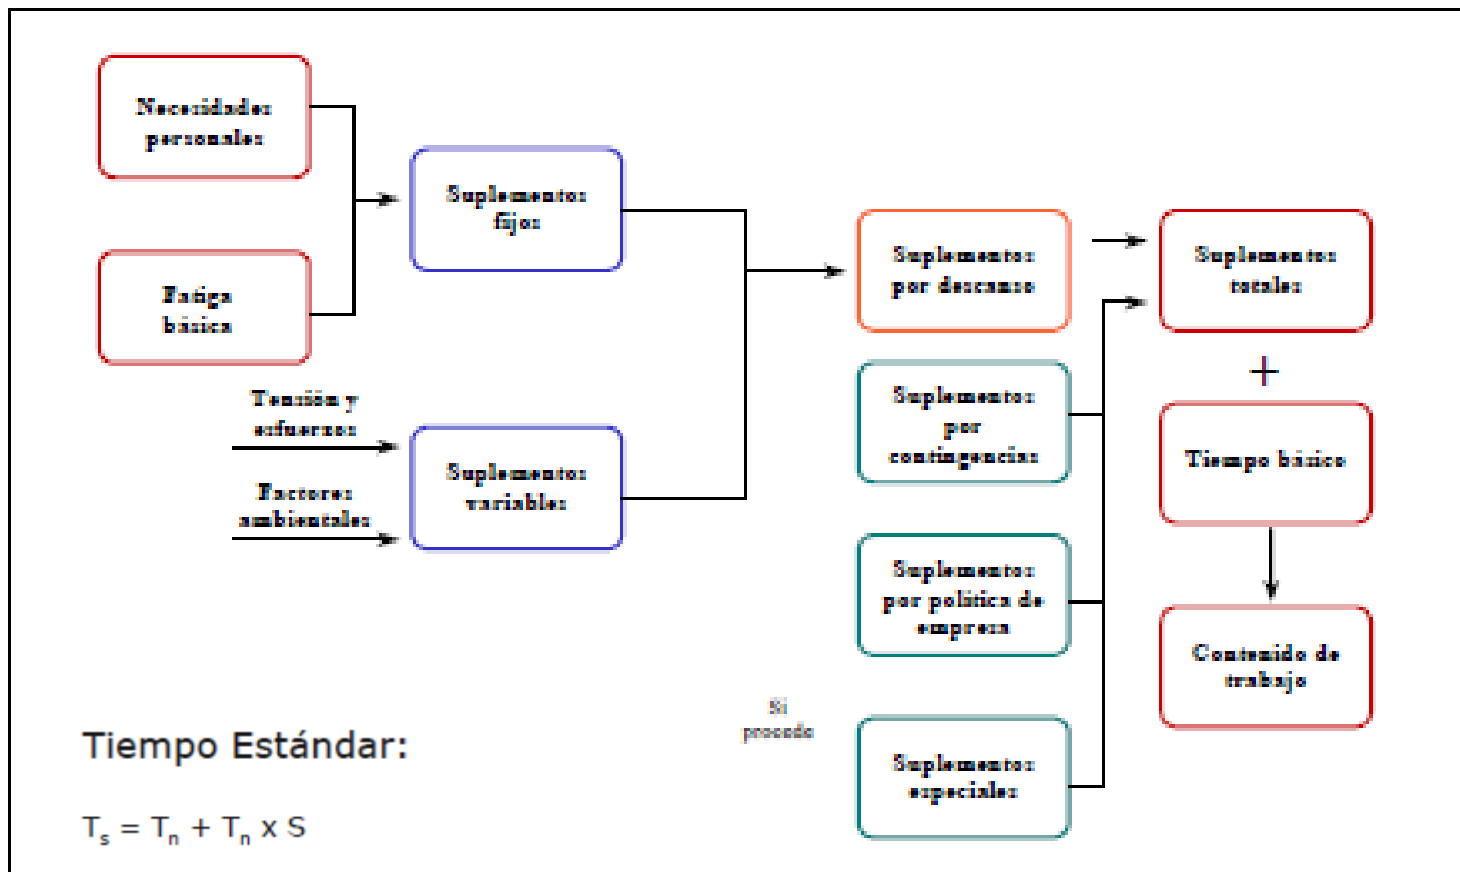 Necesidades
personales
Fatiga
básica
Tensión y
esfuerzos
Factores
ambientales
Suplementos
fijos
Suplementos
variables
Suplementos
por descanso
Suplementos
por
contingencias
Suplementos
por política de
empresa
Si
procede
Suplementos
especiales
Suplementos
totales
+
Tiempo básico
Contenido de
trabajo
Tiempo Estándar:
Tₛ = Tₙ + Tₙ x S